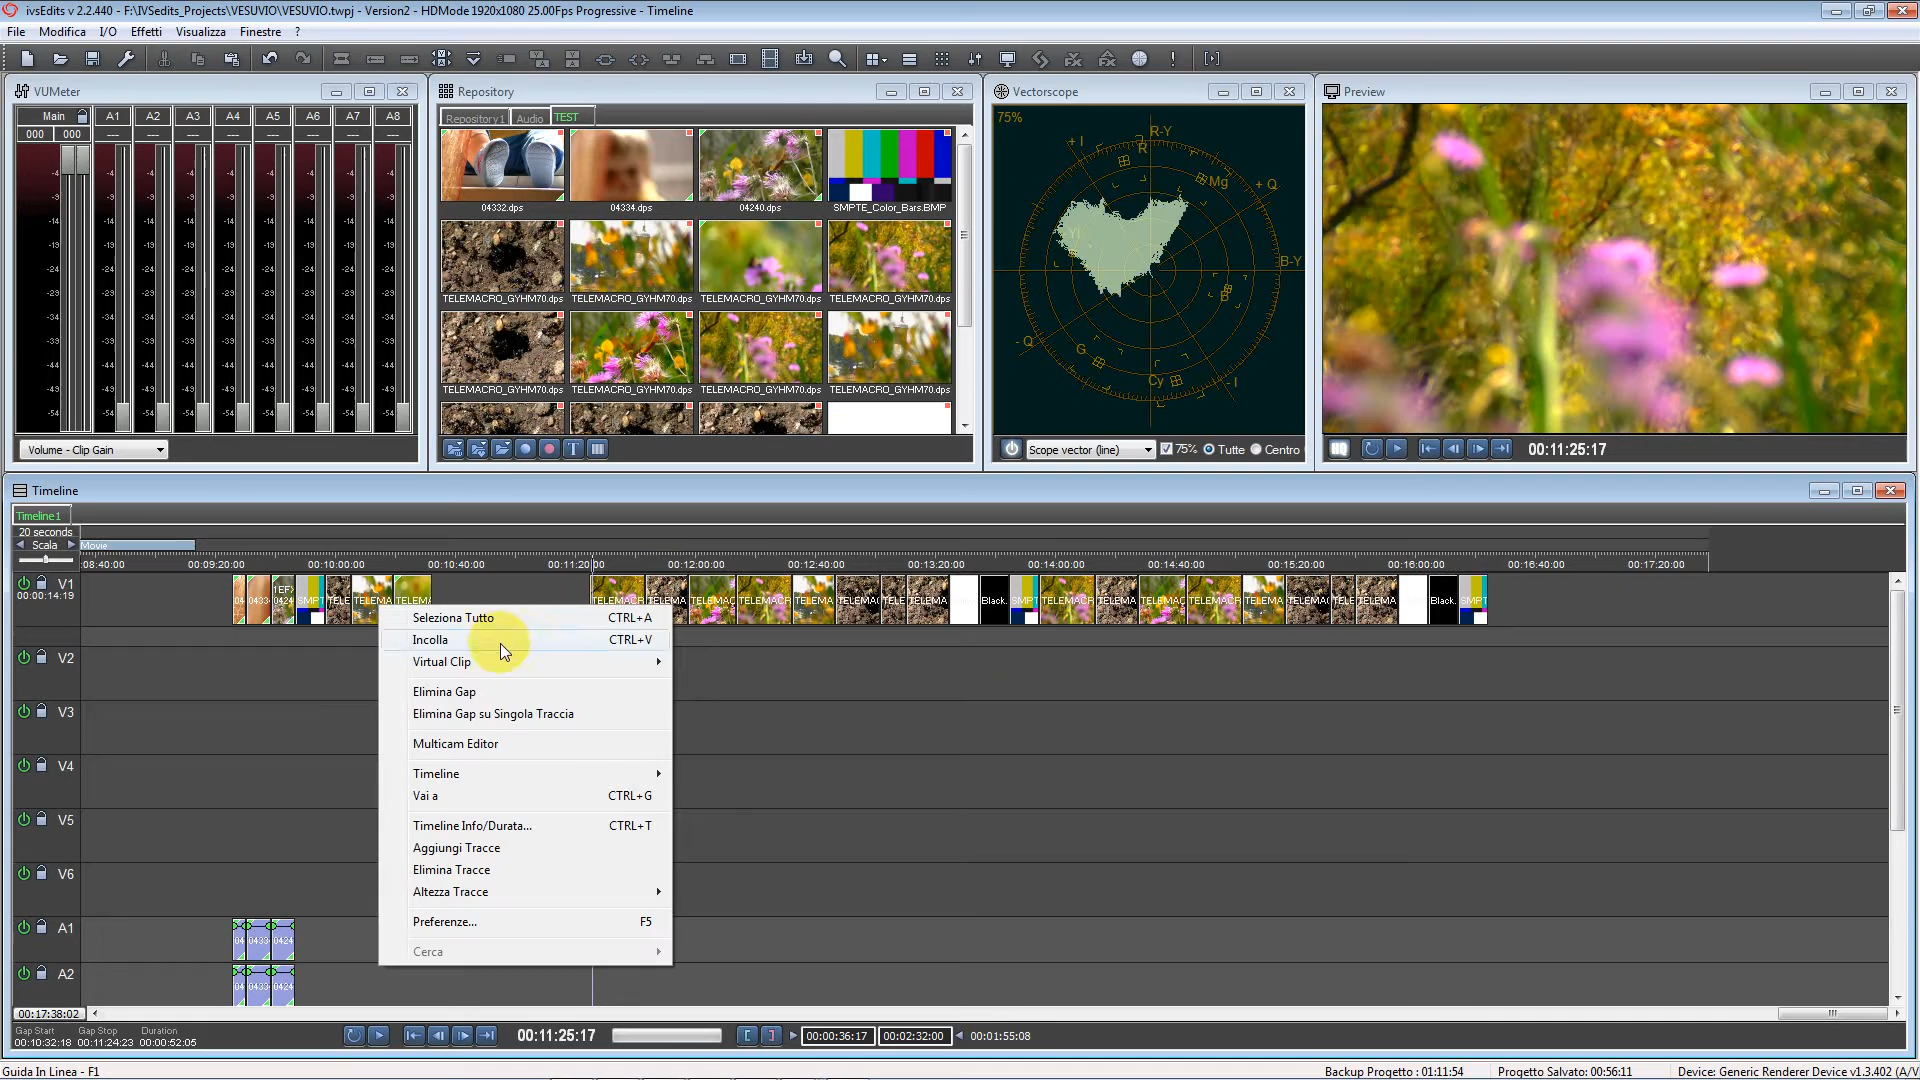 ivsEdits v 2.2.440 - F:\IVSedits_Projects\VESUVIO\VESUVIO.twpj - Version2 - HDMode 1920x1080 25.00Fps Progressive - Timeline
File Modifica I/O Effetti Visualizza Finestre ?
VUMeter
Main A1 A2 A3 A4 A5 A6 A7 A8
000 000 --- --- --- --- --- --- --- ---
Volume - Clip Gain
Repository
Repository1 Audio TEST
04332.dps 04334.dps 04240.dps SMPTE_Color_Bars.BMP
TELEMACRO_GYHM70.dps TELEMACRO_GYHM70.dps TELEMACRO_GYHM70.dps TELEMACRO_GYHM70.dps
TELEMACRO_GYHM70.dps TELEMACRO_GYHM70.dps TELEMACRO_GYHM70.dps TELEMACRO_GYHM70.dps
Vectorscope
75%
R-Y
+ I
R
Mg
+ Q
Yl
B-Y
B
- Q
G
Cy
- I
Scope vector (line) 75% Tutte Centro
Preview
00:11:25:17
Timeline
Timeline1
20 seconds
Scala
Movie
:08:40:00 00:09:20:00 00:10:00:00 00:10:40:00 00:11:20:00 00:12:00:00 00:12:40:00 00:13:20:00 00:14:00:00 00:14:40:00 00:15:20:00 00:16:00:00 00:16:40:00 00:17:20:00
V1
00:00:14:19
V2
V3
V4
V5
V6
A1
04 0433 0424
A2
04 0433 0424
Seleziona Tutto CTRL+A
Incolla CTRL+V
Virtual Clip
Elimina Gap
Elimina Gap su Singola Traccia
Multicam Editor
Timeline
Vai a CTRL+G
Timeline Info/Durata... CTRL+T
Aggiungi Tracce
Elimina Tracce
Altezza Tracce
Preferenze... F5
Cerca
00:17:38:02
Gap Start Gap Stop Duration
00:10:32:18 00:11:24:23 00:00:52:05
00:11:25:17
00:00:36:17 00:02:32:00 00:01:55:08
Guida In Linea - F1
Backup Progetto : 01:11:54 Progetto Salvato: 00:56:11 Device: Generic Renderer Device v1.3.402 (A/V